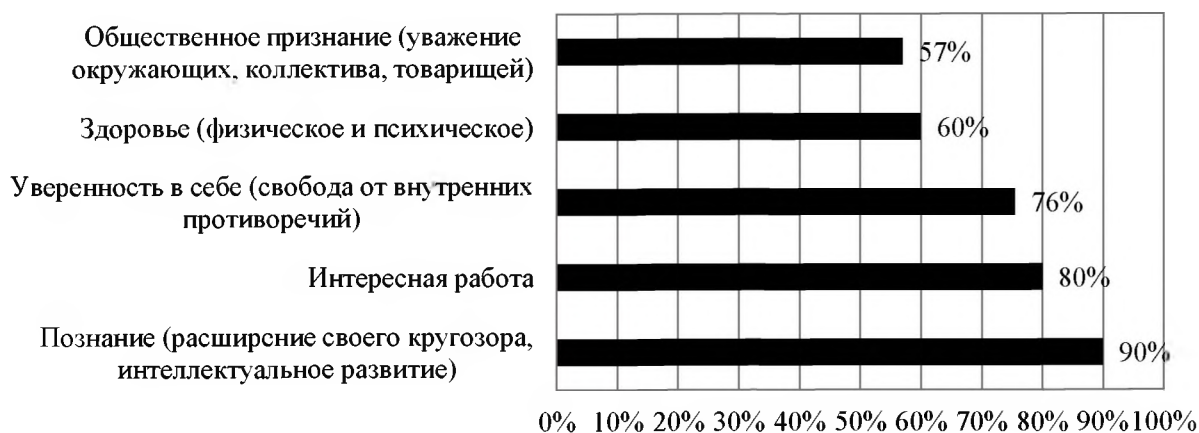 Общественное признание (уважение
окружающих, коллектива, товарищей)
57%
Здоровье (физическое и психическое)
60%
Уверенность в себе (свобода от внутренних
противоречий)
76%
Интересная работа
80%
Познание (расширение своего кругозора,
интеллектуальное развитие)
90%
0% 10% 20% 30% 40% 50% 60% 70% 80% 90% 100%